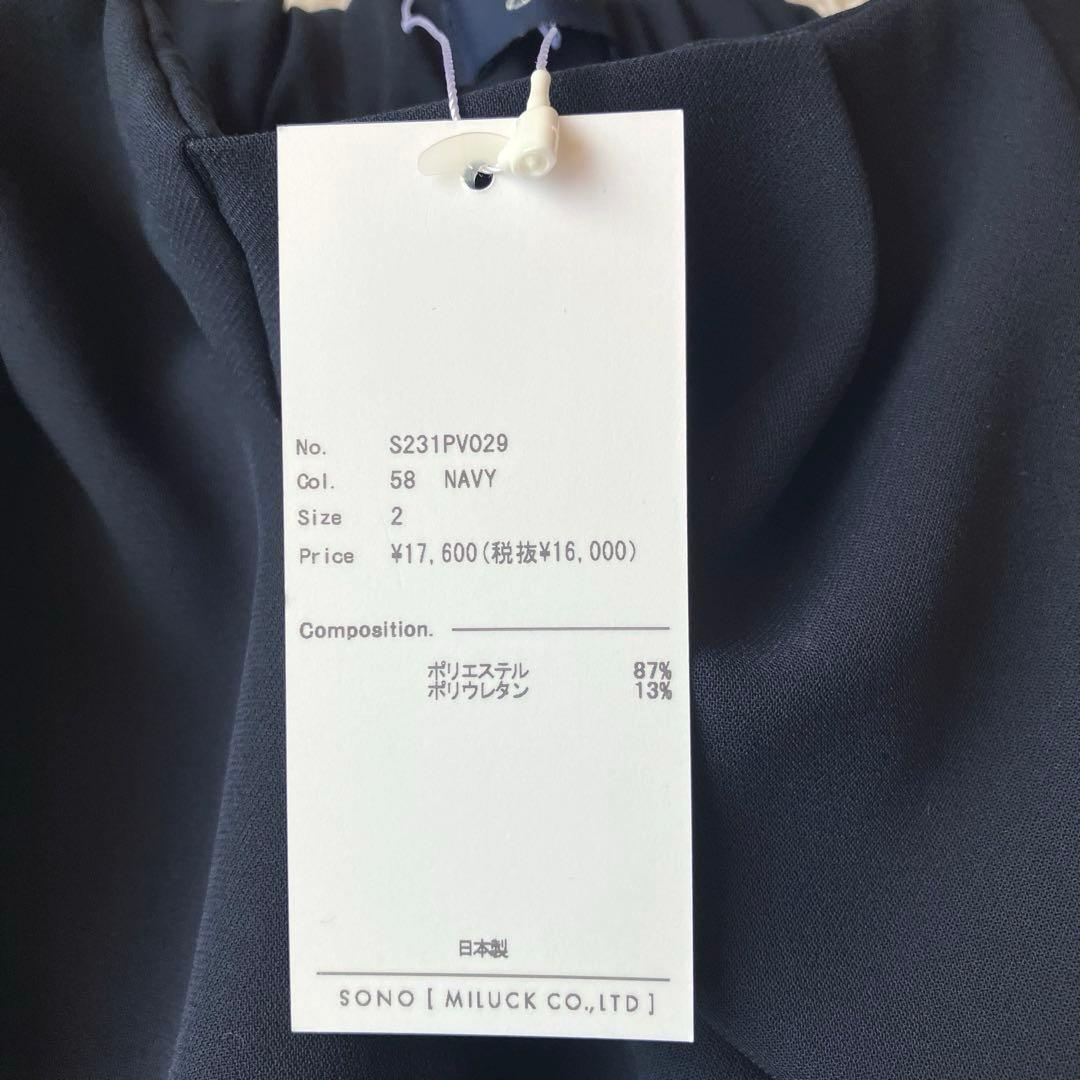 No. S231PV029
Col. 58 NAVY
Size 2
Price ¥17,600(税抜¥16,000)
Composition.
ポリエステル 87%
ポリウレタン 13%
日本製
SONO [ MILUCK CO.,LTD ]